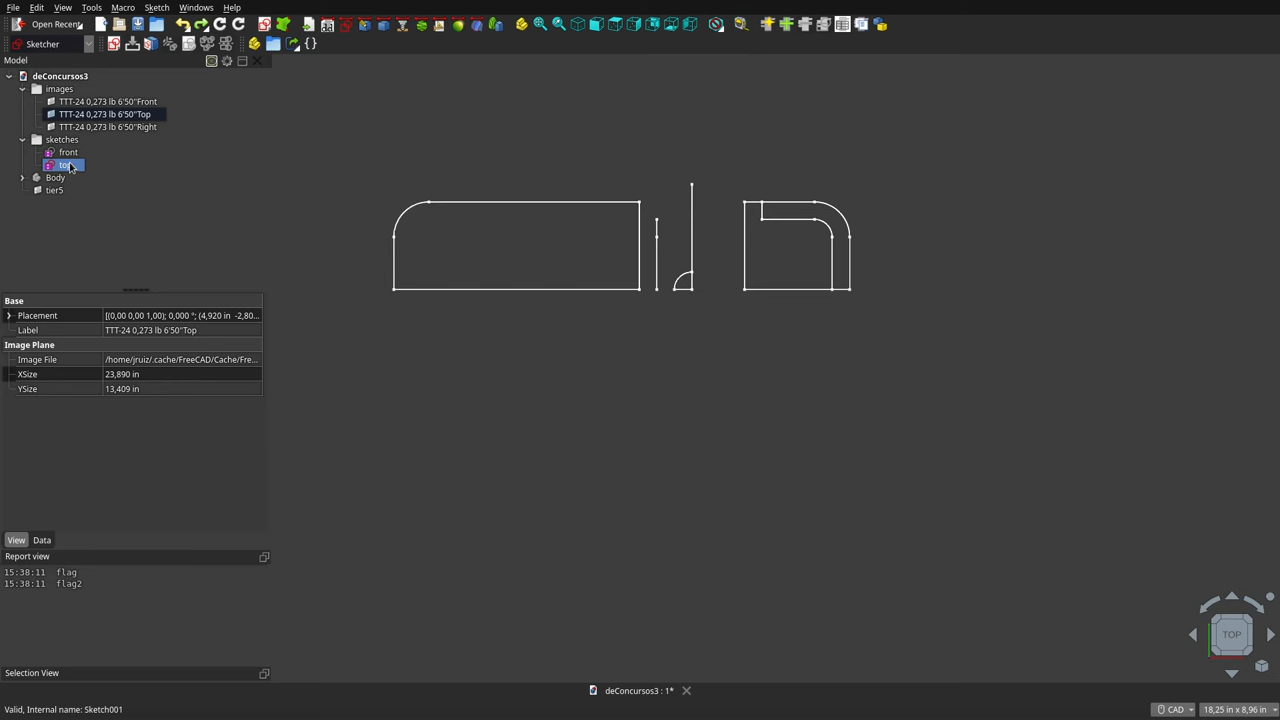 File Edit View Tools Macro Sketch Windows Help
Open Recent
Sketcher
Model
deConcursos3
images
TTT-24 0,273 lb 6'50"Front
TTT-24 0,273 lb 6'50"Top
TTT-24 0,273 lb 6'50"Right
sketches
front
top
Body
tier5
Base
Placement [(0,00 0,00 1,00); 0,000 °; (4,920 in -2,80...
Label TTT-24 0,273 lb 6'50"Top
Image Plane
Image File /home/jruiz/.cache/FreeCAD/Cache/Fre...
XSize 23,890 in
YSize 13,409 in
View Data
Report view
15:38:11 flag
15:38:11 flag2
TOP
Selection View
deConcursos3 : 1*
Valid, Internal name: Sketch001
CAD
18,25 in x 8,96 in